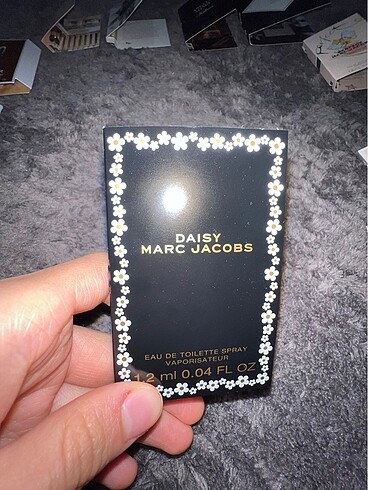 DAISY
MARC JACOBS
EAU DE TOILETTE SPRAY
VAPORISATEUR
1.2 ml 0.04 FL OZ